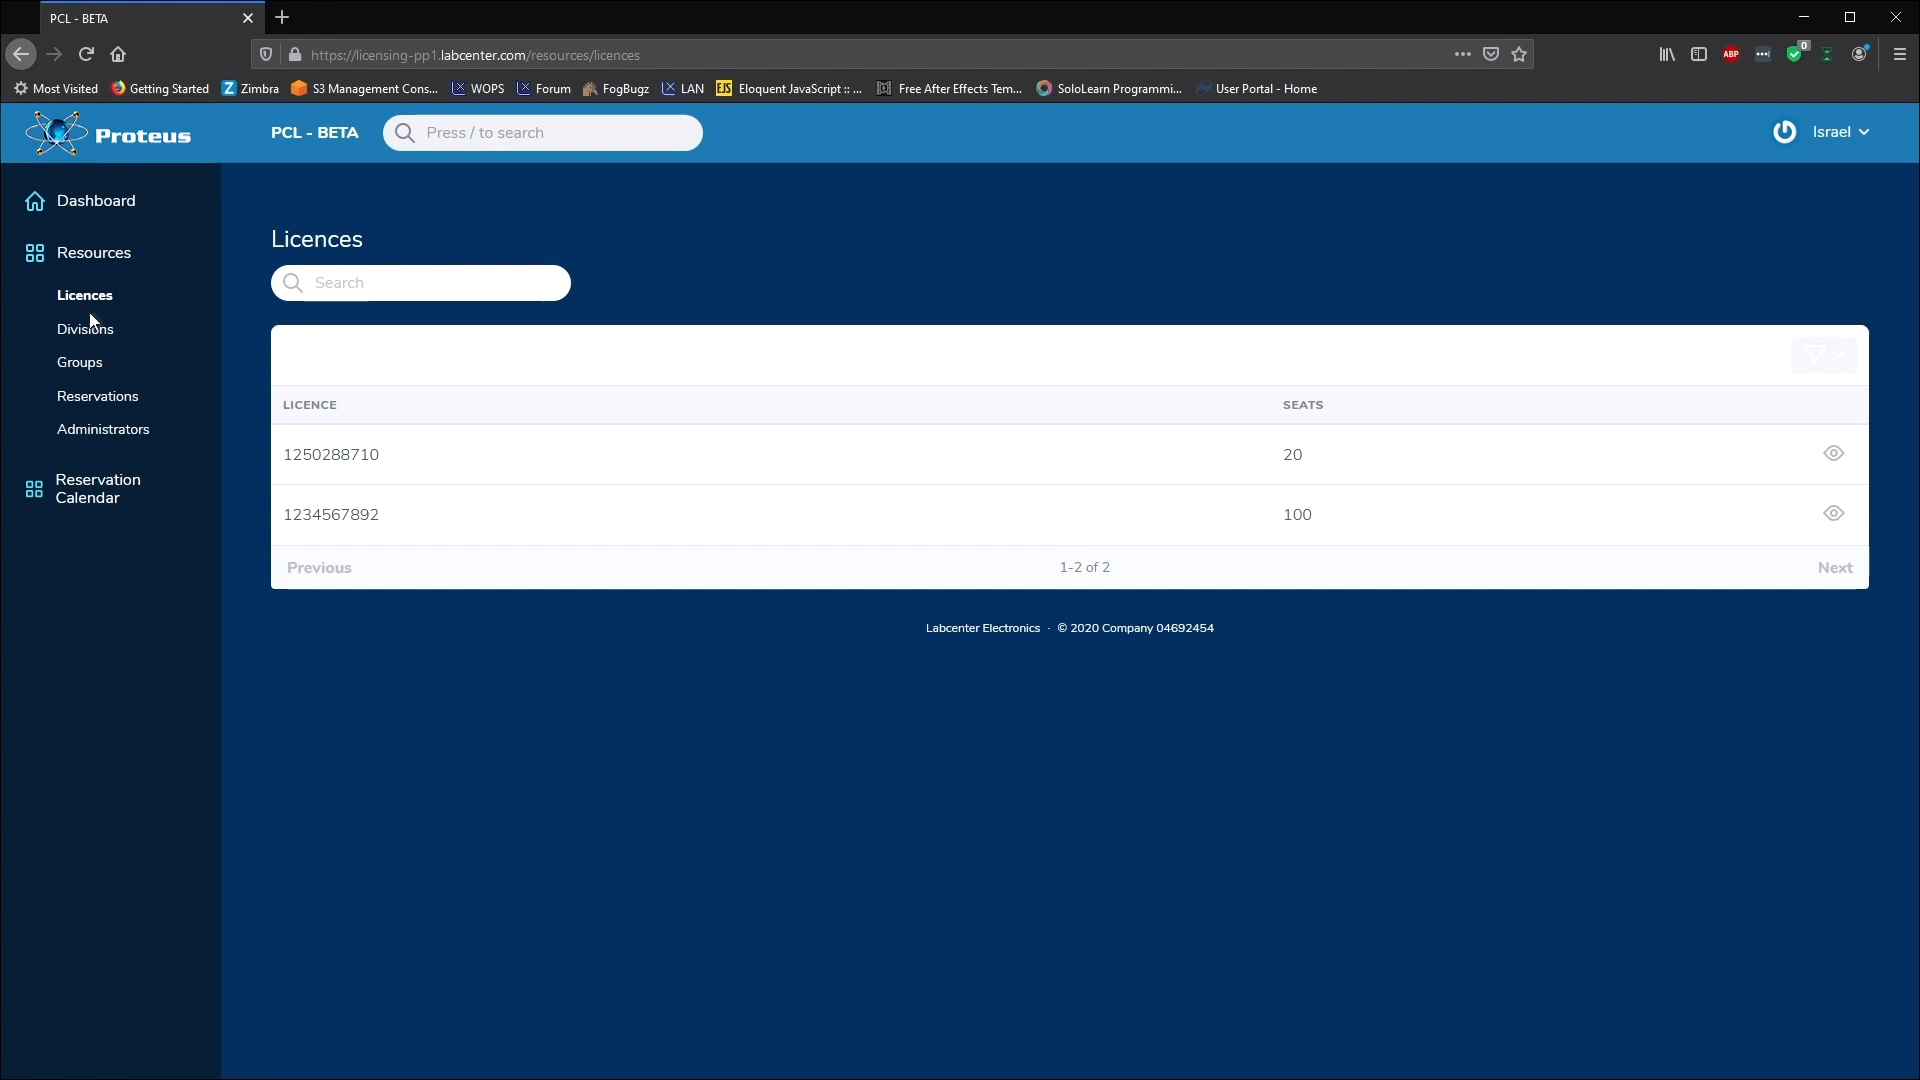 PCL - BETA
https://licensing-pp1.labcenter.com/resources/licences
ABP
0
Most Visited
Getting Started
Z Zimbra
S3 Management Cons...
WOPS
Forum
FogBugz
LAN
EJS Eloquent JavaScript :: ...
Free After Effects Tem...
SoloLearn Programmi...
User Portal - Home
Proteus
PCL - BETA
Press / to search
Israel
Dashboard
Resources
Licences
Divisions
Groups
Reservations
Administrators
Reservation
Calendar
Licences
Search
LICENCE SEATS
1250288710 20
1234567892 100
Previous 1-2 of 2 Next
Labcenter Electronics · © 2020 Company 04692454